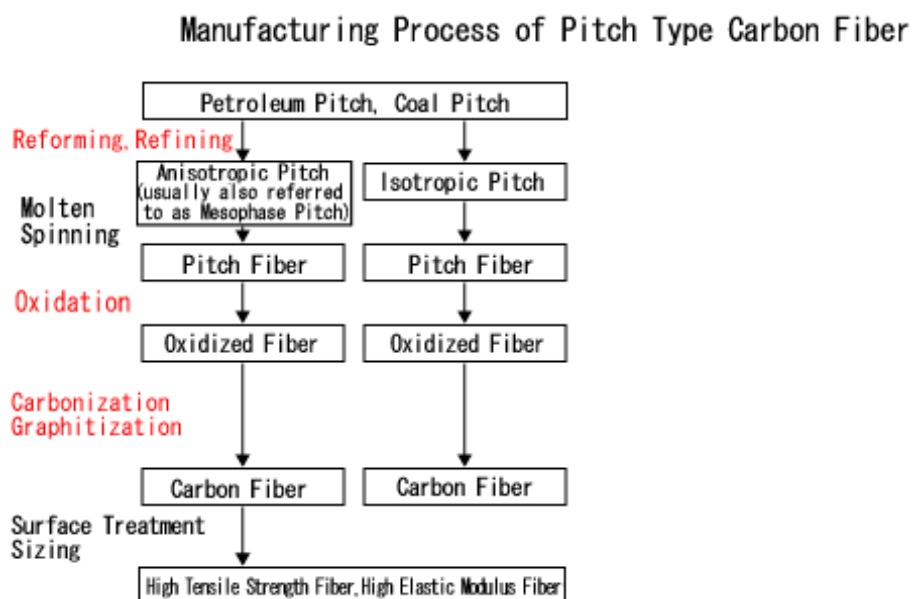 Manufacturing Process of Pitch Type Carbon Fiber
Petroleum Pitch, Coal Pitch
Reforming, Refining
Anisotropic Pitch
(usually also referred
to as Mesophase Pitch)
Isotropic Pitch
Molten
Spinning
Pitch Fiber
Pitch Fiber
Oxidation
Oxidized Fiber
Oxidized Fiber
Carbonization
Graphitization
Carbon Fiber
Carbon Fiber
Surface Treatment
Sizing
High Tensile Strength Fiber, High Elastic Modulus Fiber